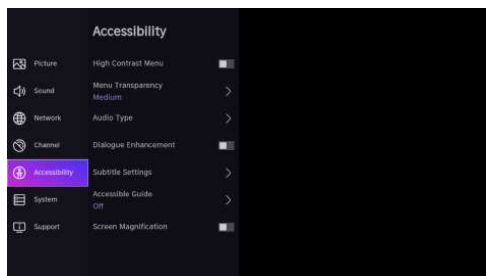 Accessibility
Picture
Sound
Network
Channel
Accessibility
System
Support
High Contrast Menu
Menu Transparency
Medium
Audio Type
Dialogue Enhancement
Subtitle Settings
Accessible Guide
Off
Screen Magnification